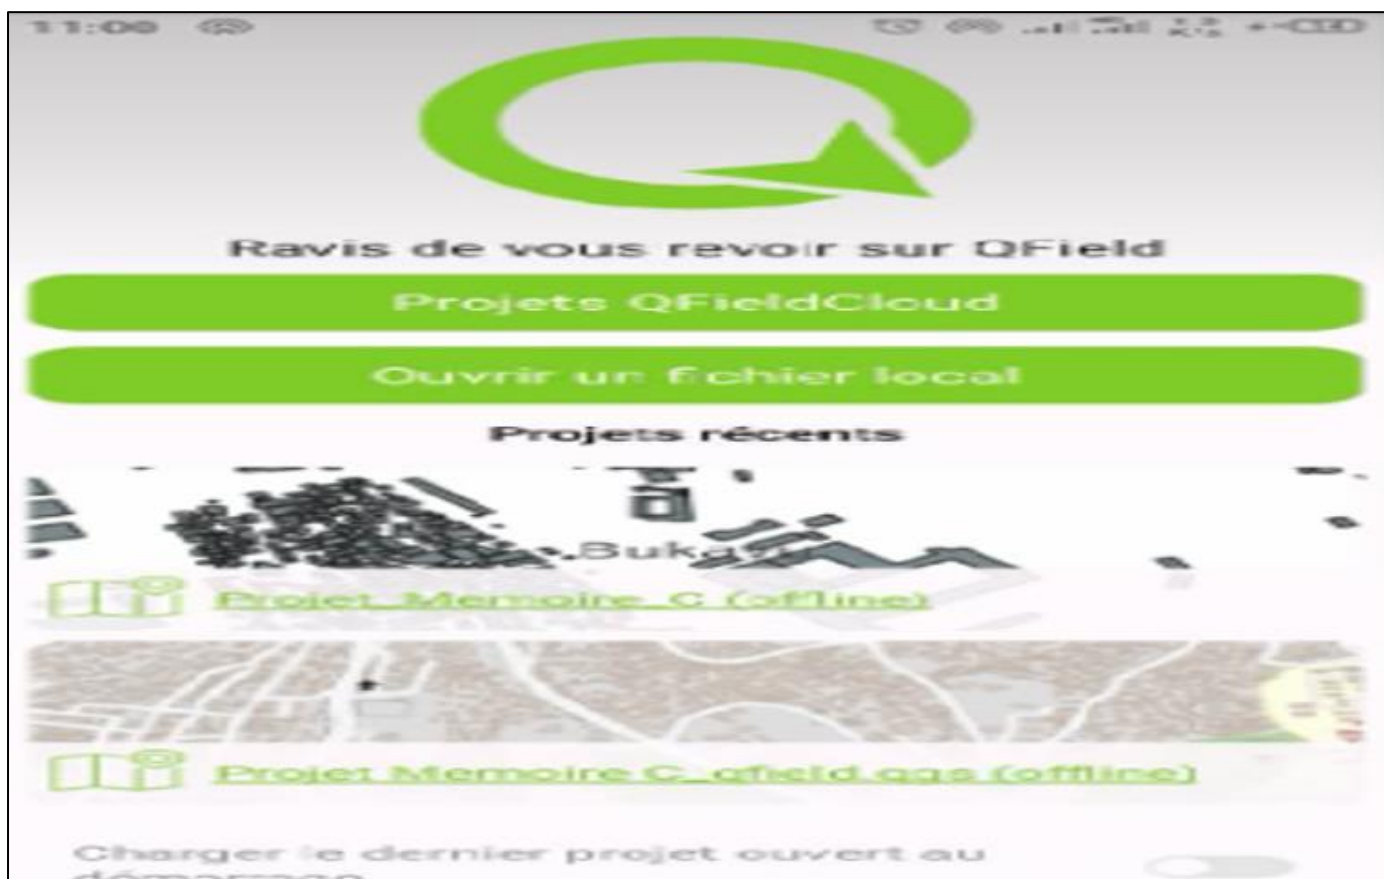 11:00
Ravis de vous revoir sur QField
Projets QFieldCloud
Ouvrir un fichier local
Projets récents
Projet_Memoire_C (offline)
Projet Memoire C_qfield.qgs (offline)
Charger le dernier projet ouvert au
démarrage